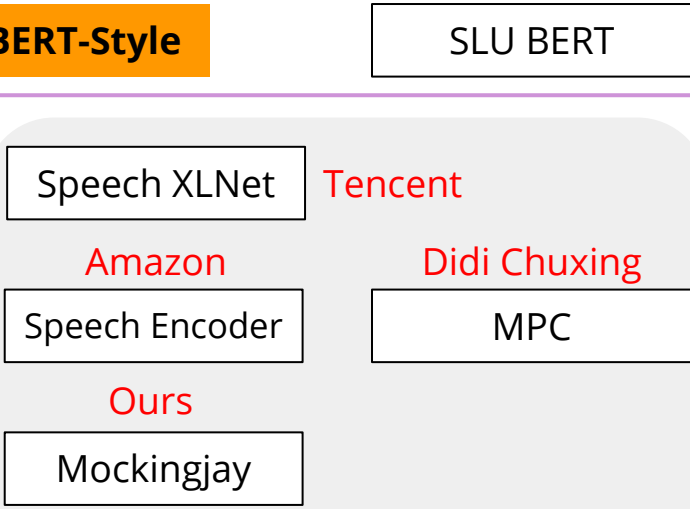 BERT-Style
SLU BERT
Speech XLNet
Tencent
Amazon
Didi Chuxing
Speech Encoder
MPC
Ours
Mockingjay